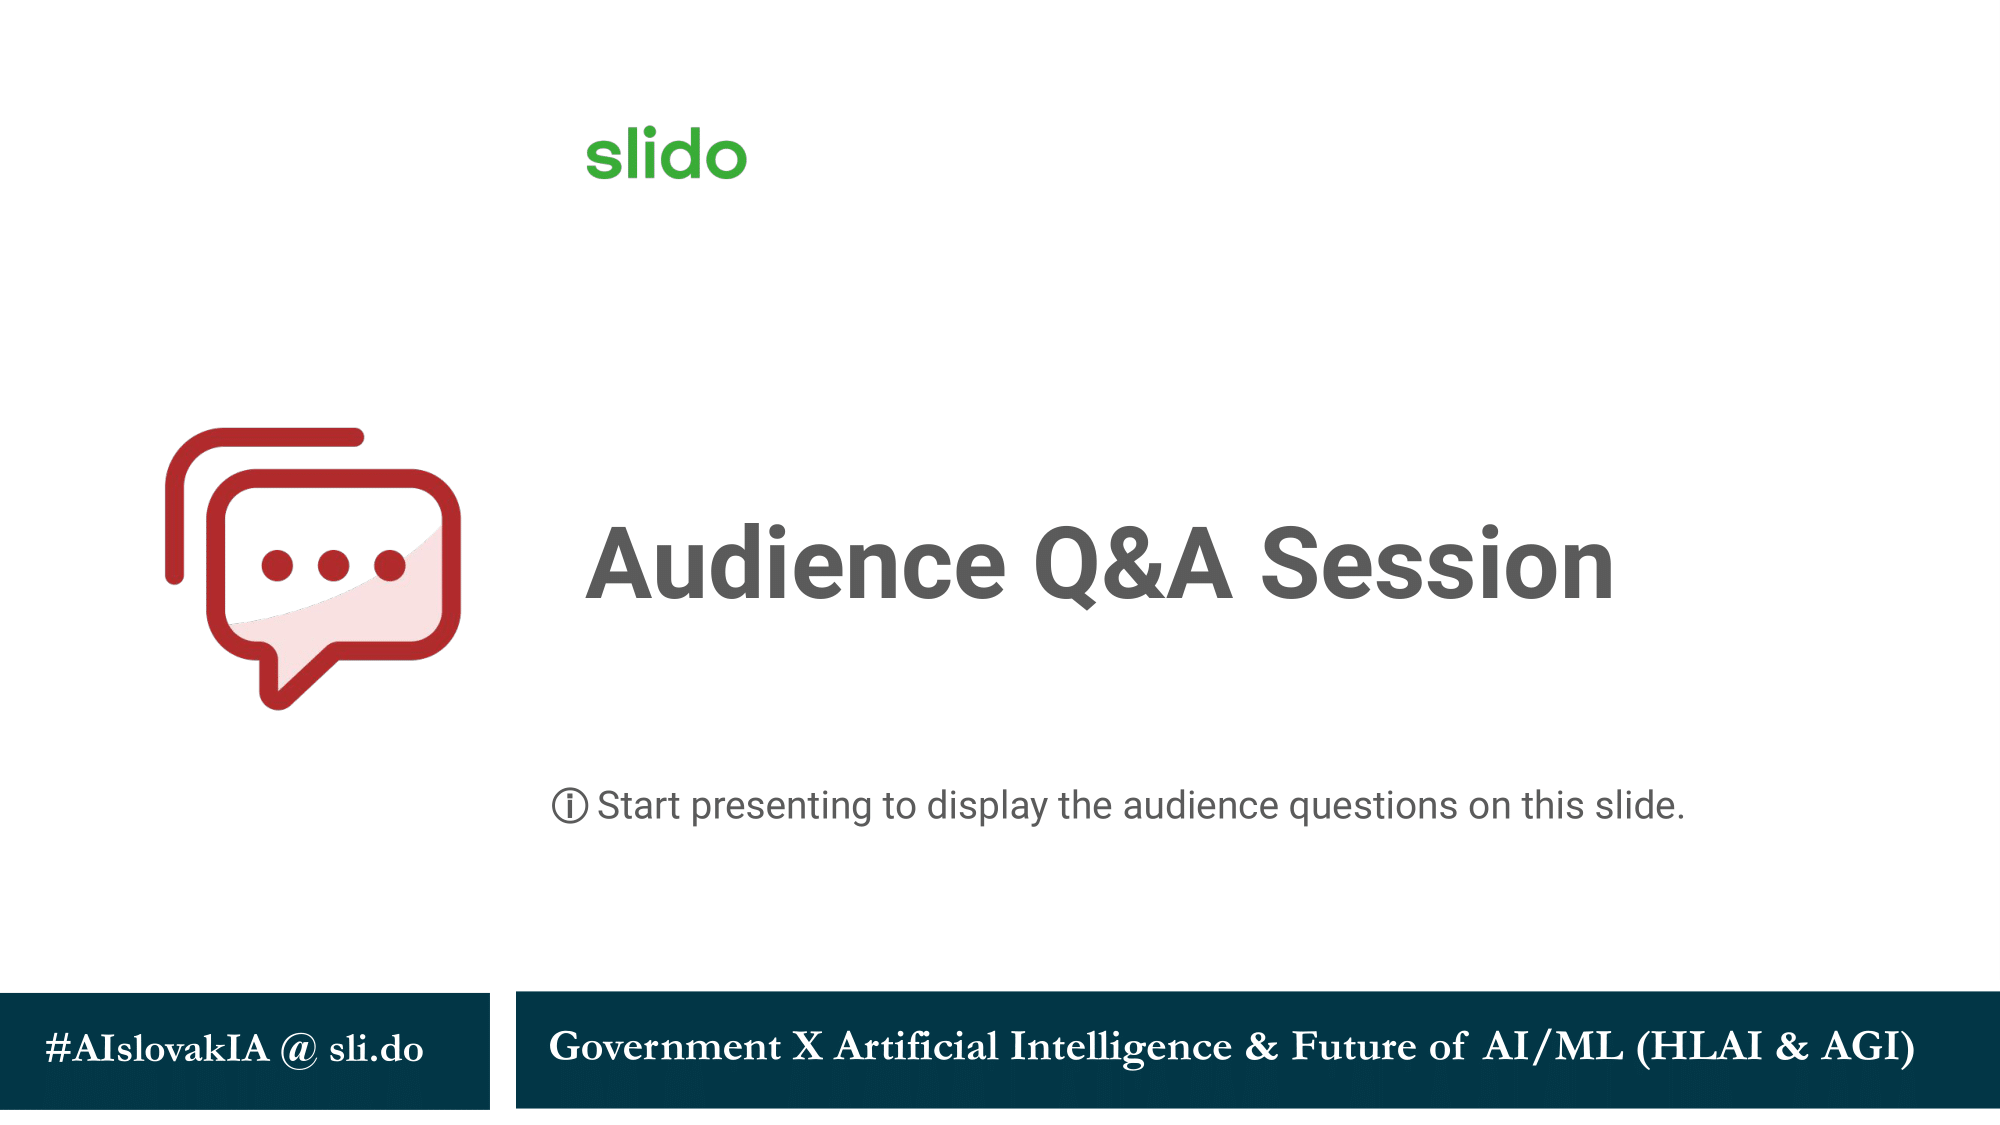 slido
Audience Q&A Session
ⓘ Start presenting to display the audience questions on this slide.
#AIslovakIA @ sli.do
Government X Artificial Intelligence & Future of AI/ML (HLAI & AGI)